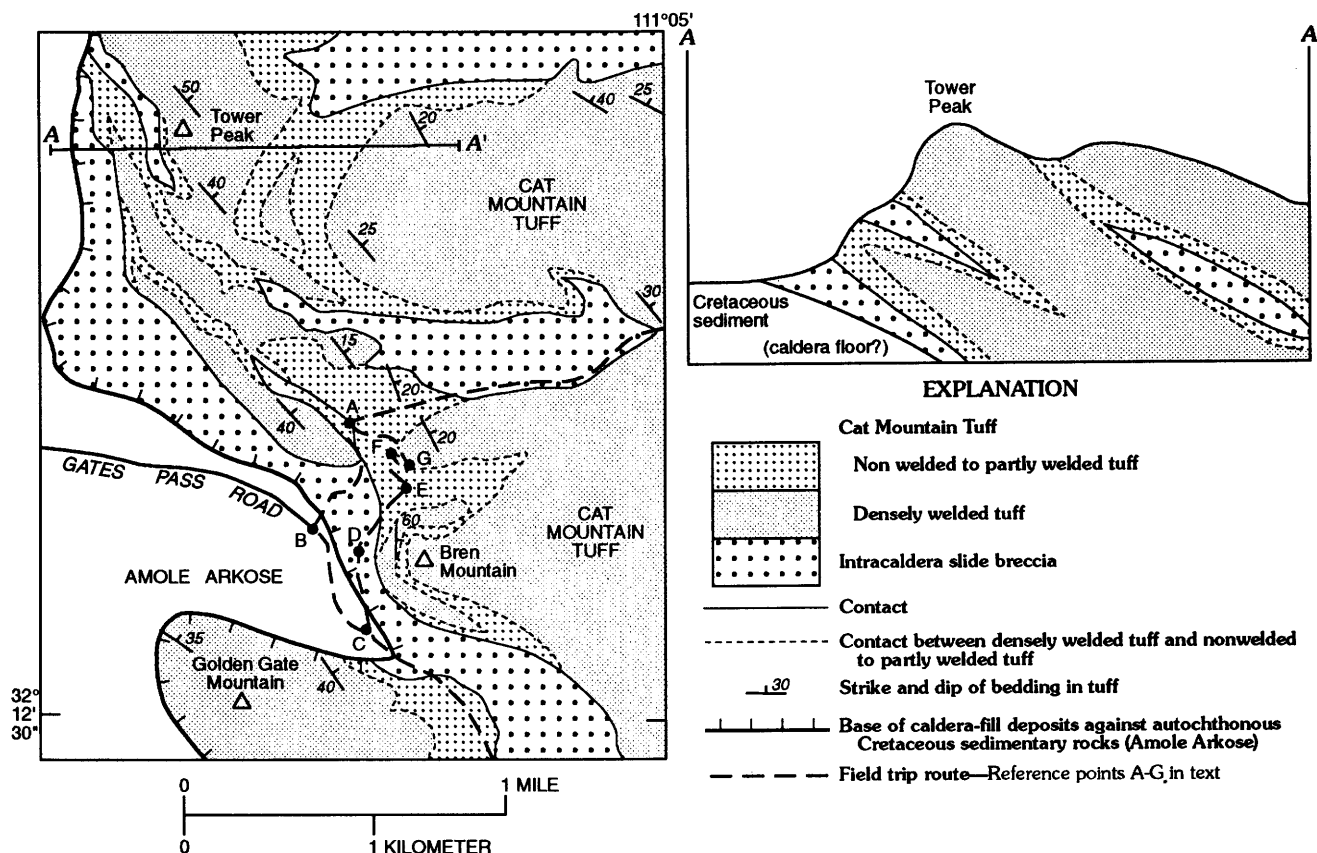 111°05'
50
Tower
Peak
A
A'
20
40
25
40
25
CAT
MOUNTAIN
TUFF
30
15
20
40
A
F
G
20
E
GATES PASS ROAD
B
D
60
Bren
Mountain
CAT
MOUNTAIN
TUFF
AMOLE ARKOSE
C
35
Golden Gate
Mountain
40
32°
12'
30"
0
1 MILE
0
1 KILOMETER
A
A
Tower
Peak
Cretaceous
sediment
(caldera floor?)
EXPLANATION
Cat Mountain Tuff
Non welded to partly welded tuff
Densely welded tuff
Intracaldera slide breccia
Contact
Contact between densely welded tuff and nonwelded
to partly welded tuff
30
Strike and dip of bedding in tuff
Base of caldera-fill deposits against autochthonous
Cretaceous sedimentary rocks (Amole Arkose)
Field trip route—Reference points A-G, in text